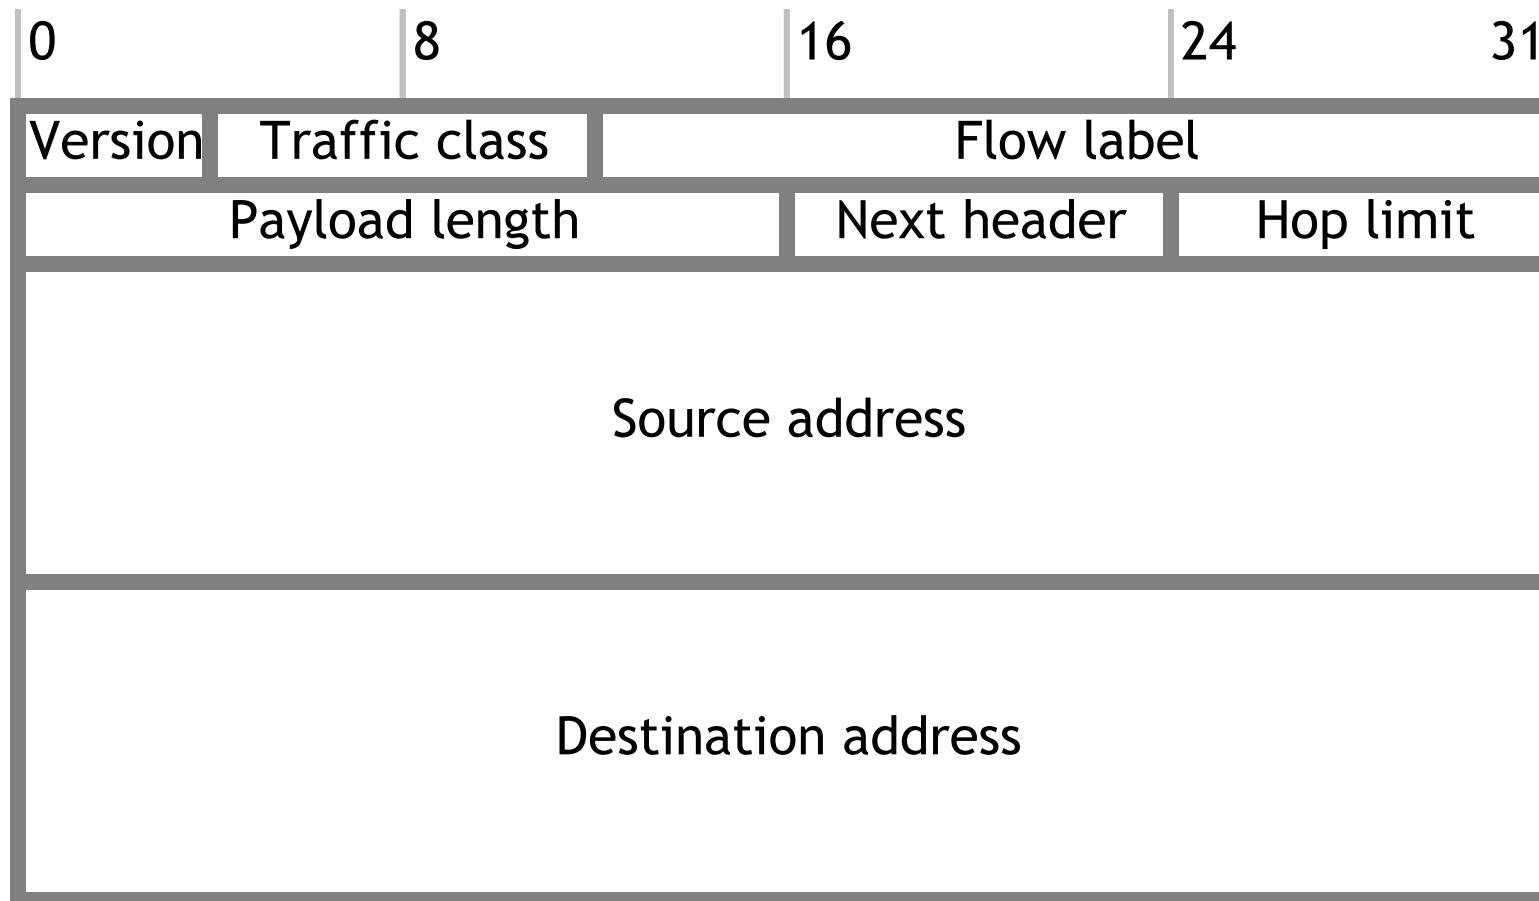 0 8 16 24 31
Version Traffic class Flow label
Payload length Next header Hop limit
Source address
Destination address